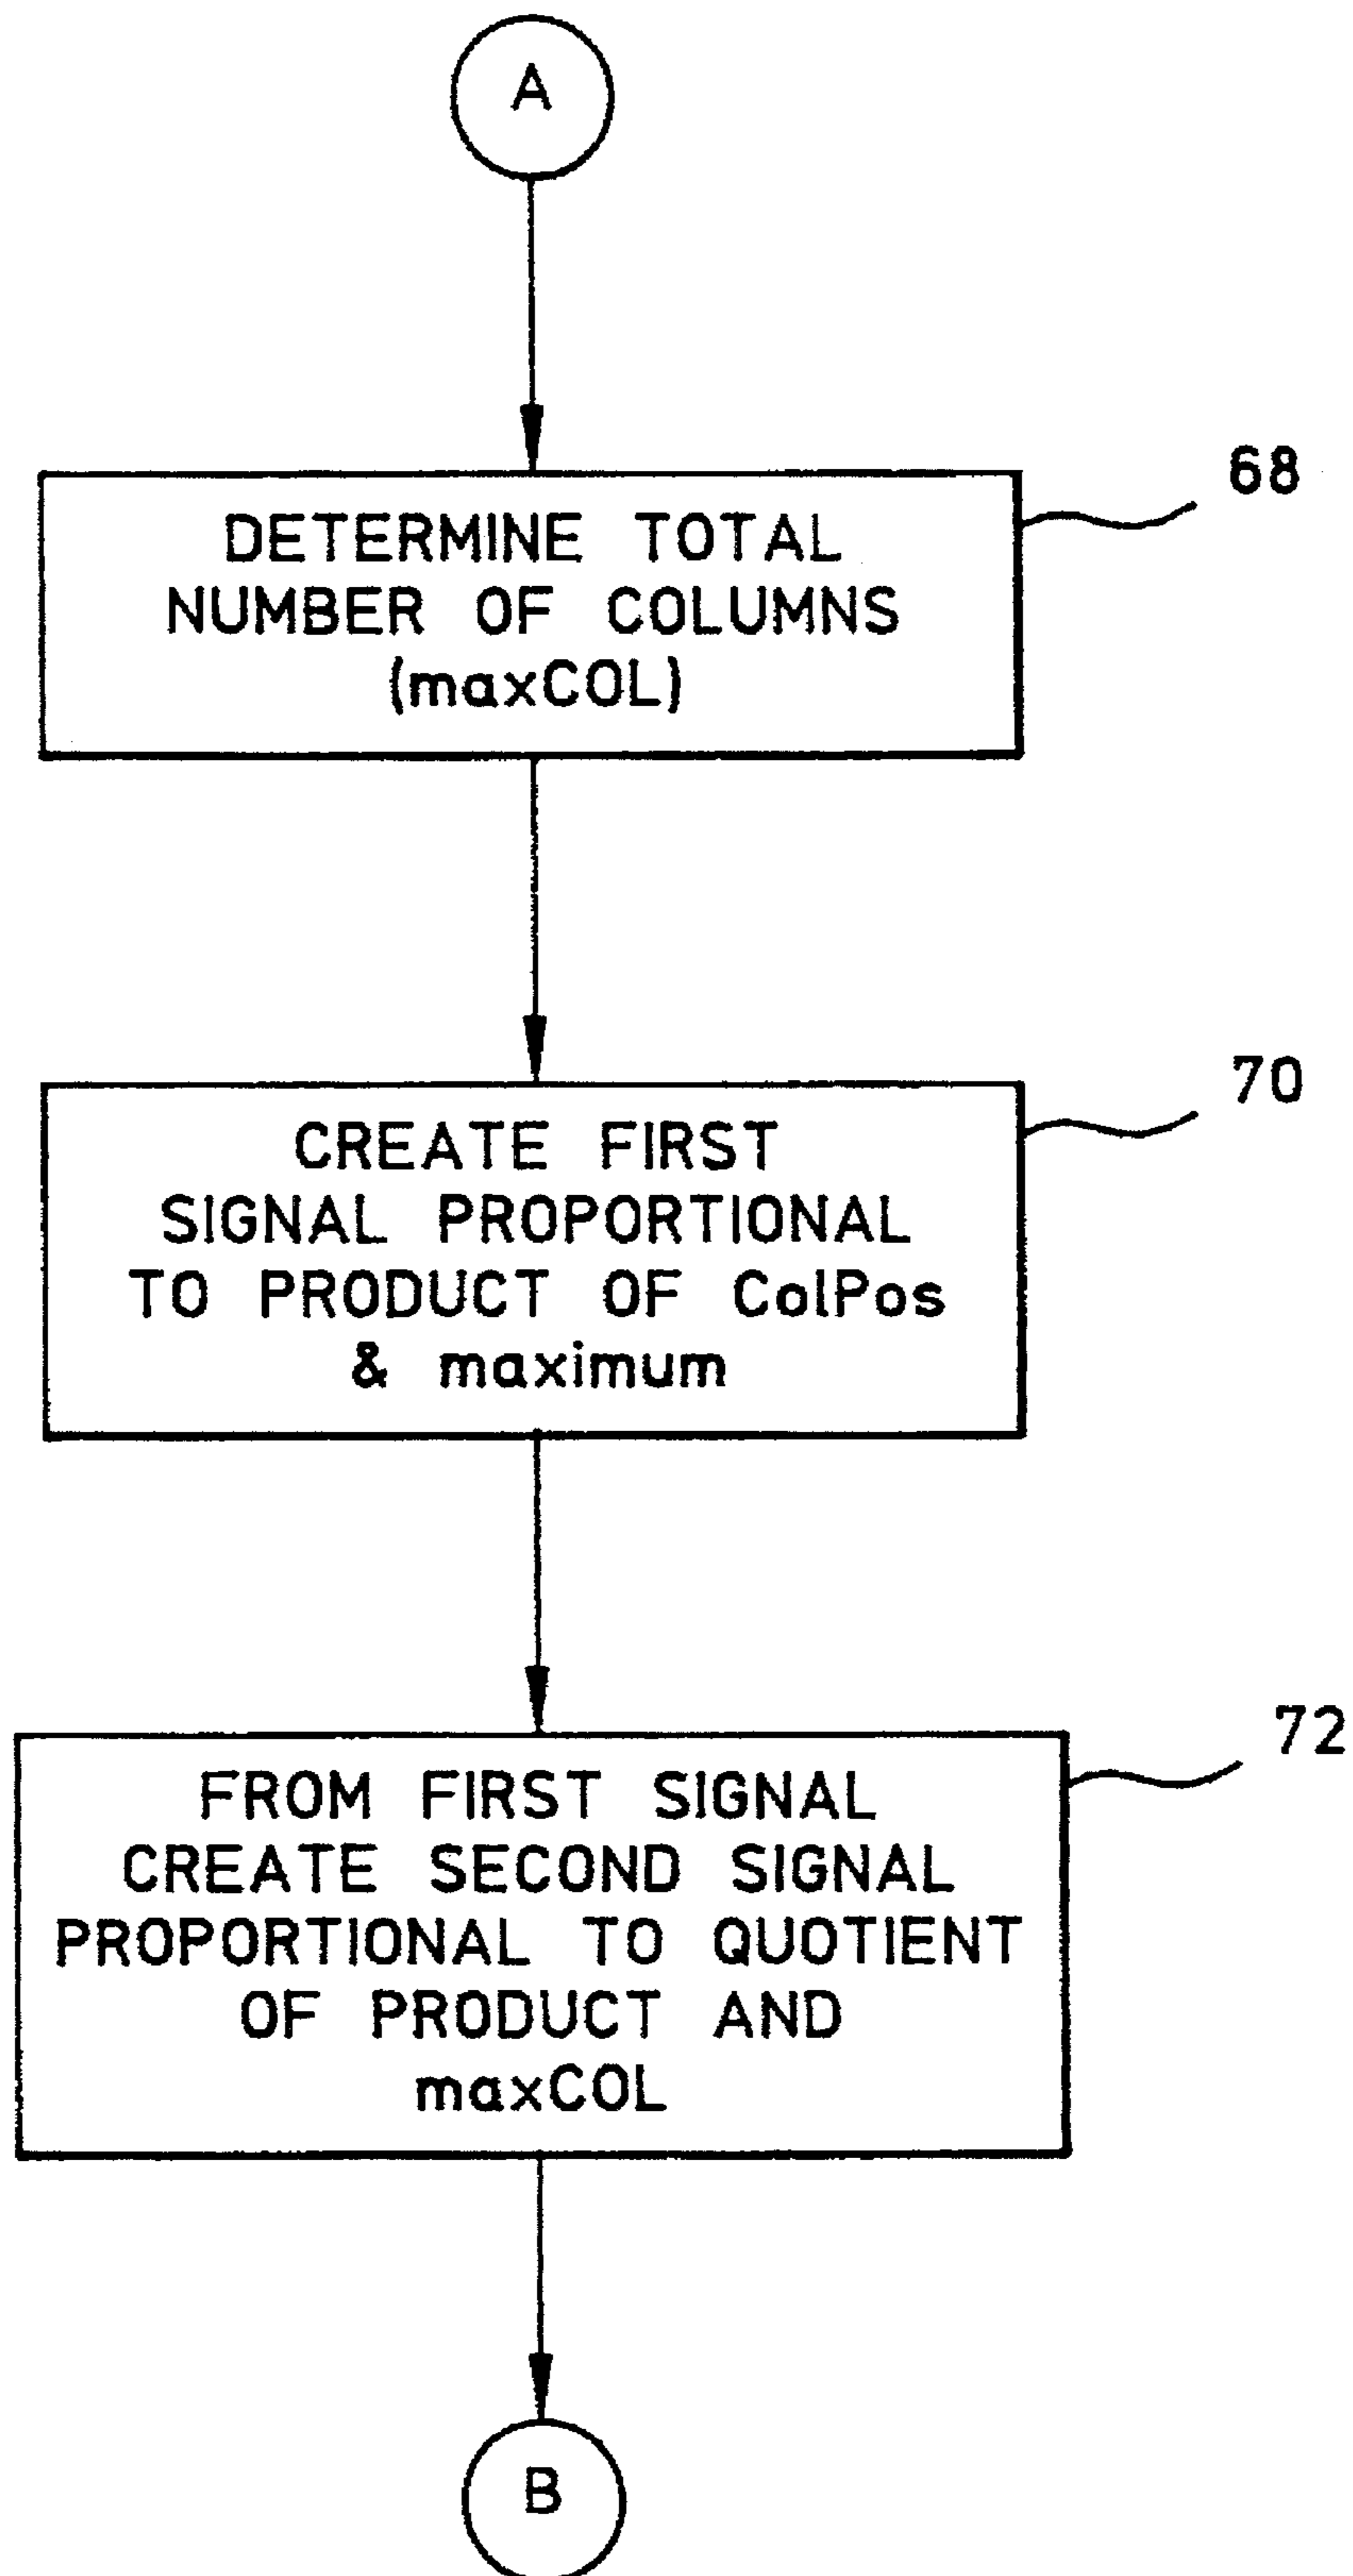 A
68
DETERMINE TOTAL
NUMBER OF COLUMNS
(maxCOL)
70
CREATE FIRST
SIGNAL PROPORTIONAL
TO PRODUCT OF ColPos
& maximum
72
FROM FIRST SIGNAL
CREATE SECOND SIGNAL
PROPORTIONAL TO QUOTIENT
OF PRODUCT AND
maxCOL
B